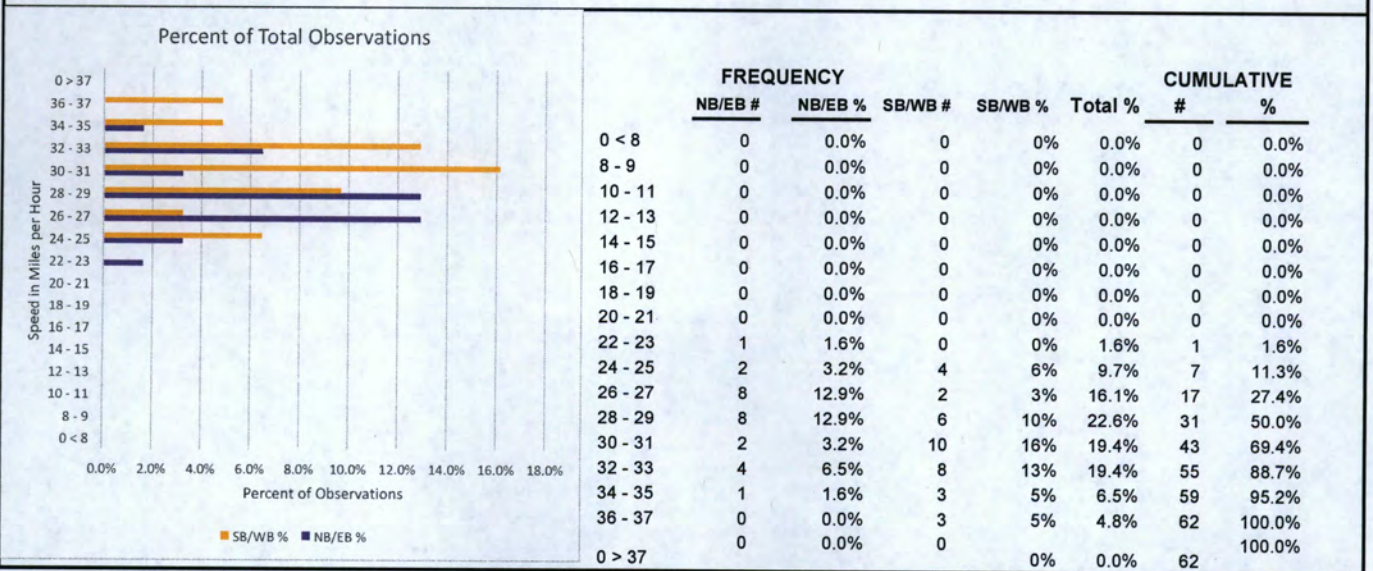 Percent of Total Observations
Speed in Miles per Hour
0 > 37
36 - 37
34 - 35
32 - 33
30 - 31
28 - 29
26 - 27
24 - 25
22 - 23
20 - 21
18 - 19
16 - 17
14 - 15
12 - 13
10 - 11
8 - 9
0 < 8
0.0% 2.0% 4.0% 6.0% 8.0% 10.0% 12.0% 14.0% 16.0% 18.0%
Percent of Observations
SB/WB % NB/EB %
FREQUENCY CUMULATIVE
NB/EB # NB/EB % SB/WB # SB/WB % Total % # %
0 < 8 0 0.0% 0 0% 0.0% 0 0.0%
8 - 9 0 0.0% 0 0% 0.0% 0 0.0%
10 - 11 0 0.0% 0 0% 0.0% 0 0.0%
12 - 13 0 0.0% 0 0% 0.0% 0 0.0%
14 - 15 0 0.0% 0 0% 0.0% 0 0.0%
16 - 17 0 0.0% 0 0% 0.0% 0 0.0%
18 - 19 0 0.0% 0 0% 0.0% 0 0.0%
20 - 21 0 0.0% 0 0% 0.0% 0 0.0%
22 - 23 1 1.6% 0 0% 1.6% 1 1.6%
24 - 25 2 3.2% 4 6% 9.7% 7 11.3%
26 - 27 8 12.9% 2 3% 16.1% 17 27.4%
28 - 29 8 12.9% 6 10% 22.6% 31 50.0%
30 - 31 2 3.2% 10 16% 19.4% 43 69.4%
32 - 33 4 6.5% 8 13% 19.4% 55 88.7%
34 - 35 1 1.6% 3 5% 6.5% 59 95.2%
36 - 37 0 0.0% 3 5% 4.8% 62 100.0%
0 0.0% 0 100.0%
0 > 37 0% 0.0% 62